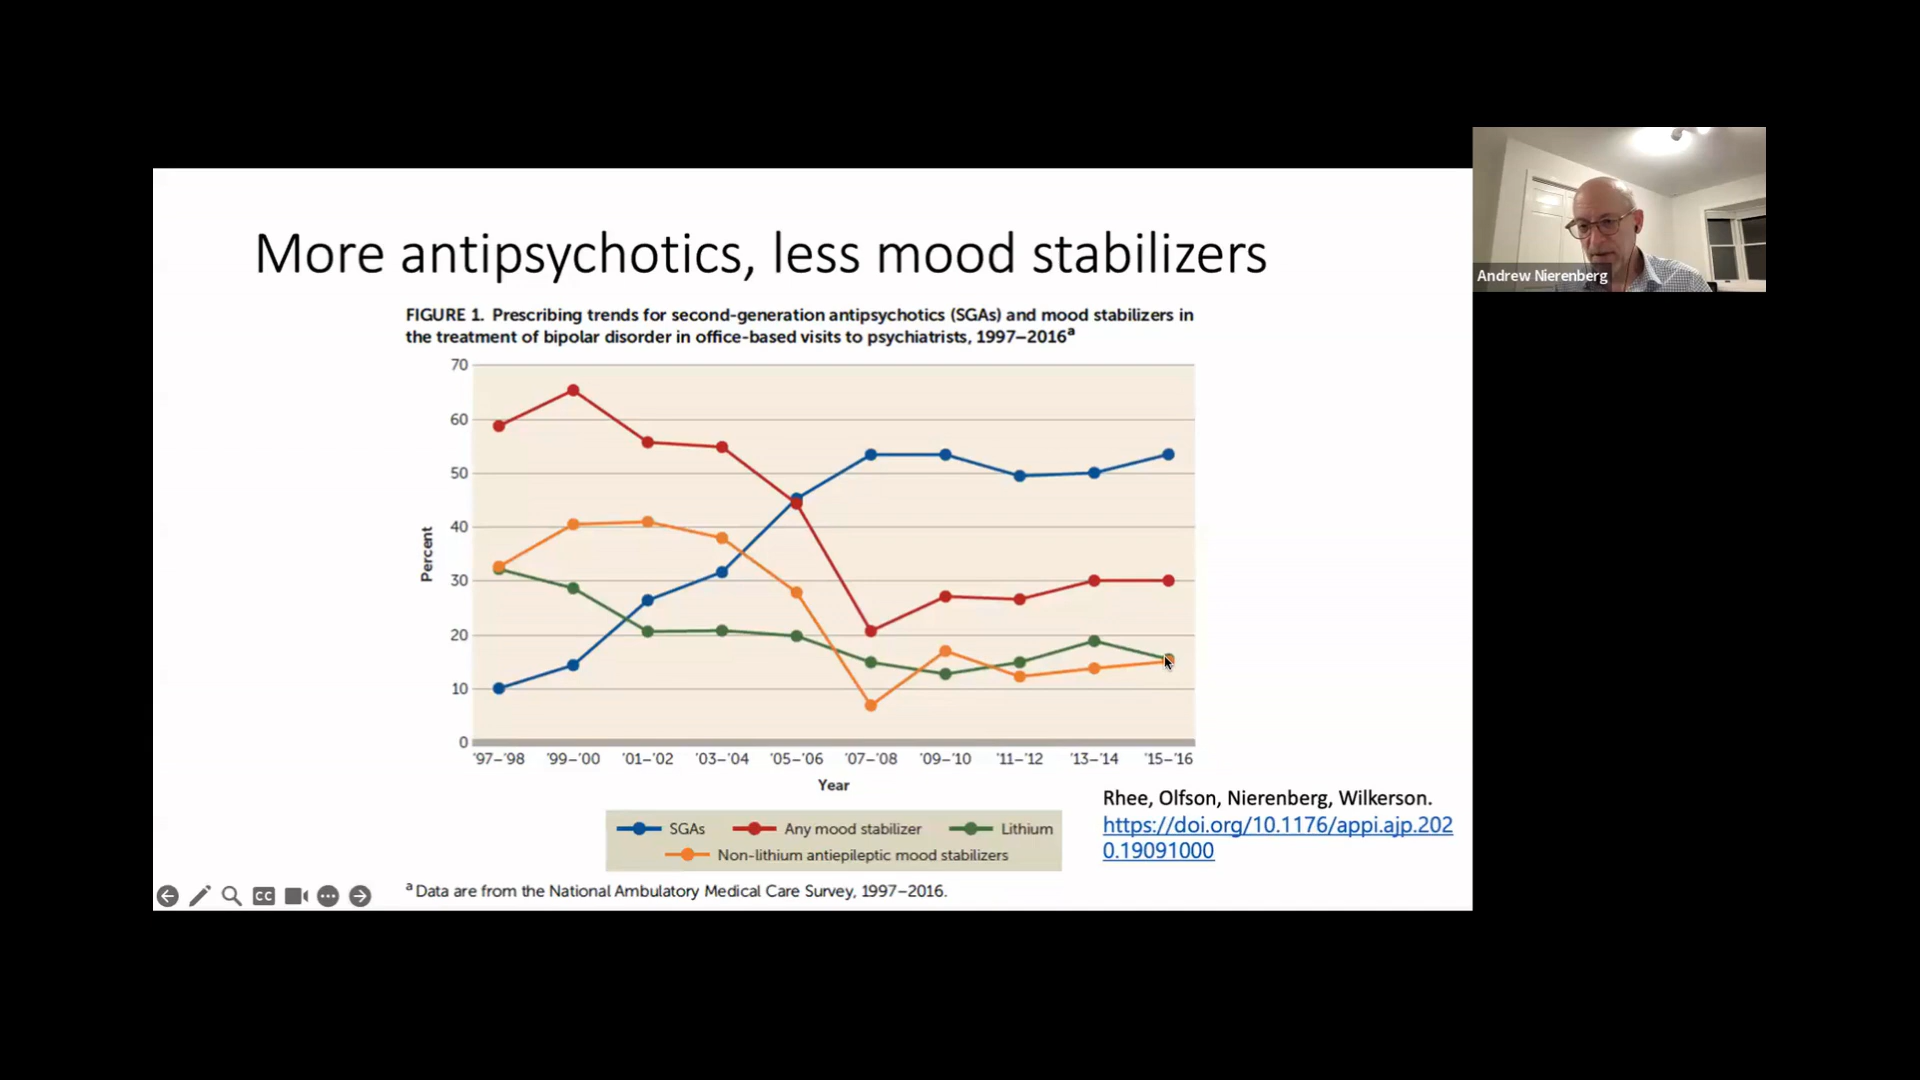 More antipsychotics, less mood stabilizers
Andrew Nierenberg
FIGURE 1. Prescribing trends for second-generation antipsychotics (SGAs) and mood stabilizers in
the treatment of bipolar disorder in office-based visits to psychiatrists, 1997–2016a
70
60
50
40
30
20
10
0
Percent
'97–'98 '99–'00 '01–'02 '03–'04 '05–'06 '07–'08 '09–'10 '11–'12 '13–'14 '15–'16
Year
SGAs Any mood stabilizer Lithium
Non-lithium antiepileptic mood stabilizers
Rhee, Olfson, Nierenberg, Wilkerson.
https://doi.org/10.1176/appi.ajp.202
0.19091000
a Data are from the National Ambulatory Medical Care Survey, 1997–2016.
CC